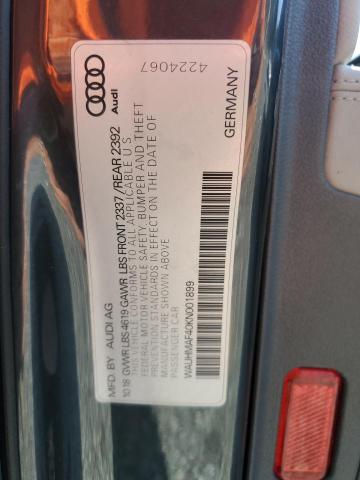 Audi
4224067
MFD. BY AUDI AG
10 18 GVWR LBS 4619 GAWR LBS FRONT 2337/REAR 2392
CONFORMS TO ALL APPLICABLE U S
FEDERAL MOTOR VEHICLE SAFETY, BUMPER AND THEFT
PREVENTION STANDARDS IN EFFECT ON THE DATE OF
MANUFACTURE SHOWN ABOVE
PASSENGER CAR
GERMANY
WAUHMAF40KN001899